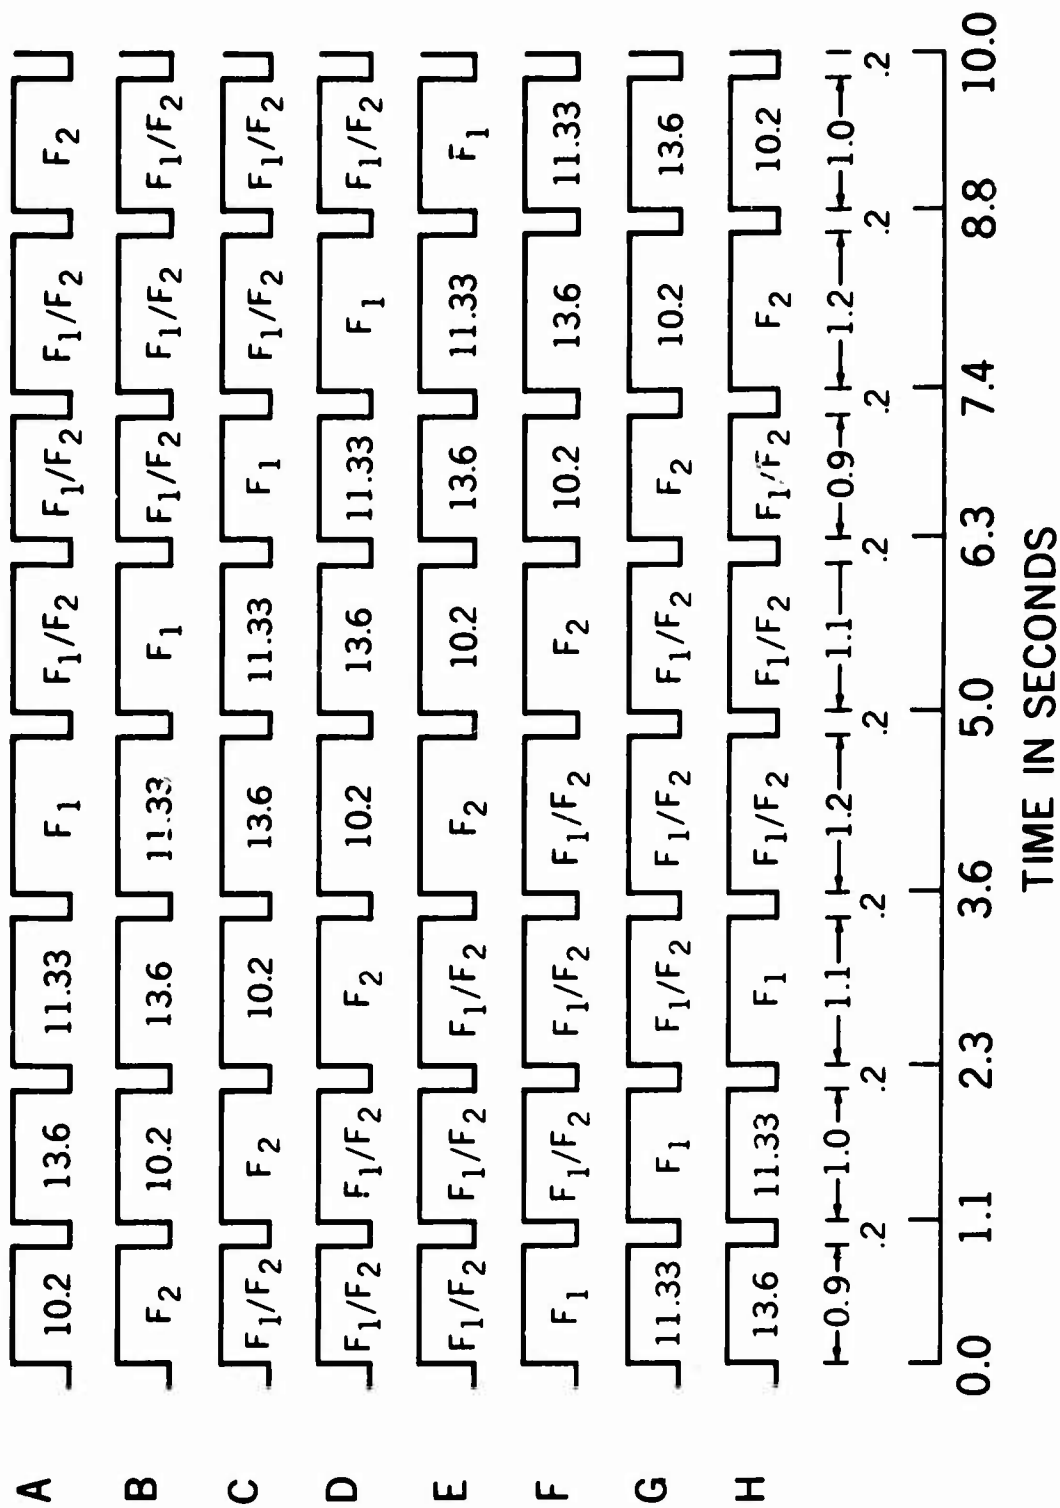 A 10.2 13.6 11.33 F1 F1/F2 F1/F2 F1/F2 F2
B F2 10.2 13.6 11.33 F1 F1/F2 F1/F2 F1/F2
C F1/F2 F2 10.2 13.6 11.33 F1 F1/F2 F1/F2
D F1/F2 F1/F2 F2 10.2 13.6 11.33 F1 F1/F2
E F1/F2 F1/F2 F1/F2 F2 10.2 13.6 11.33 F1
F F1 F1/F2 F1/F2 F1/F2 F2 10.2 13.6 11.33
G 11.33 F1 F1/F2 F1/F2 F1/F2 F2 10.2 13.6
H 13.6 11.33 F1 F1/F2 F1/F2 F1/F2 F2 10.2
0.9 1.0 1.1 1.2 1.1 0.9 1.2 1.0
.2 .2 .2 .2 .2 .2 .2 .2
0.0 1.1 2.3 3.6 5.0 6.3 7.4 8.8 10.0
TIME IN SECONDS